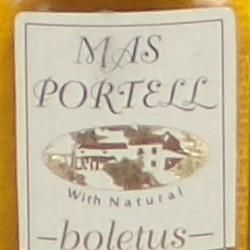 MAS
PORTELL
With Natural
–boletus–